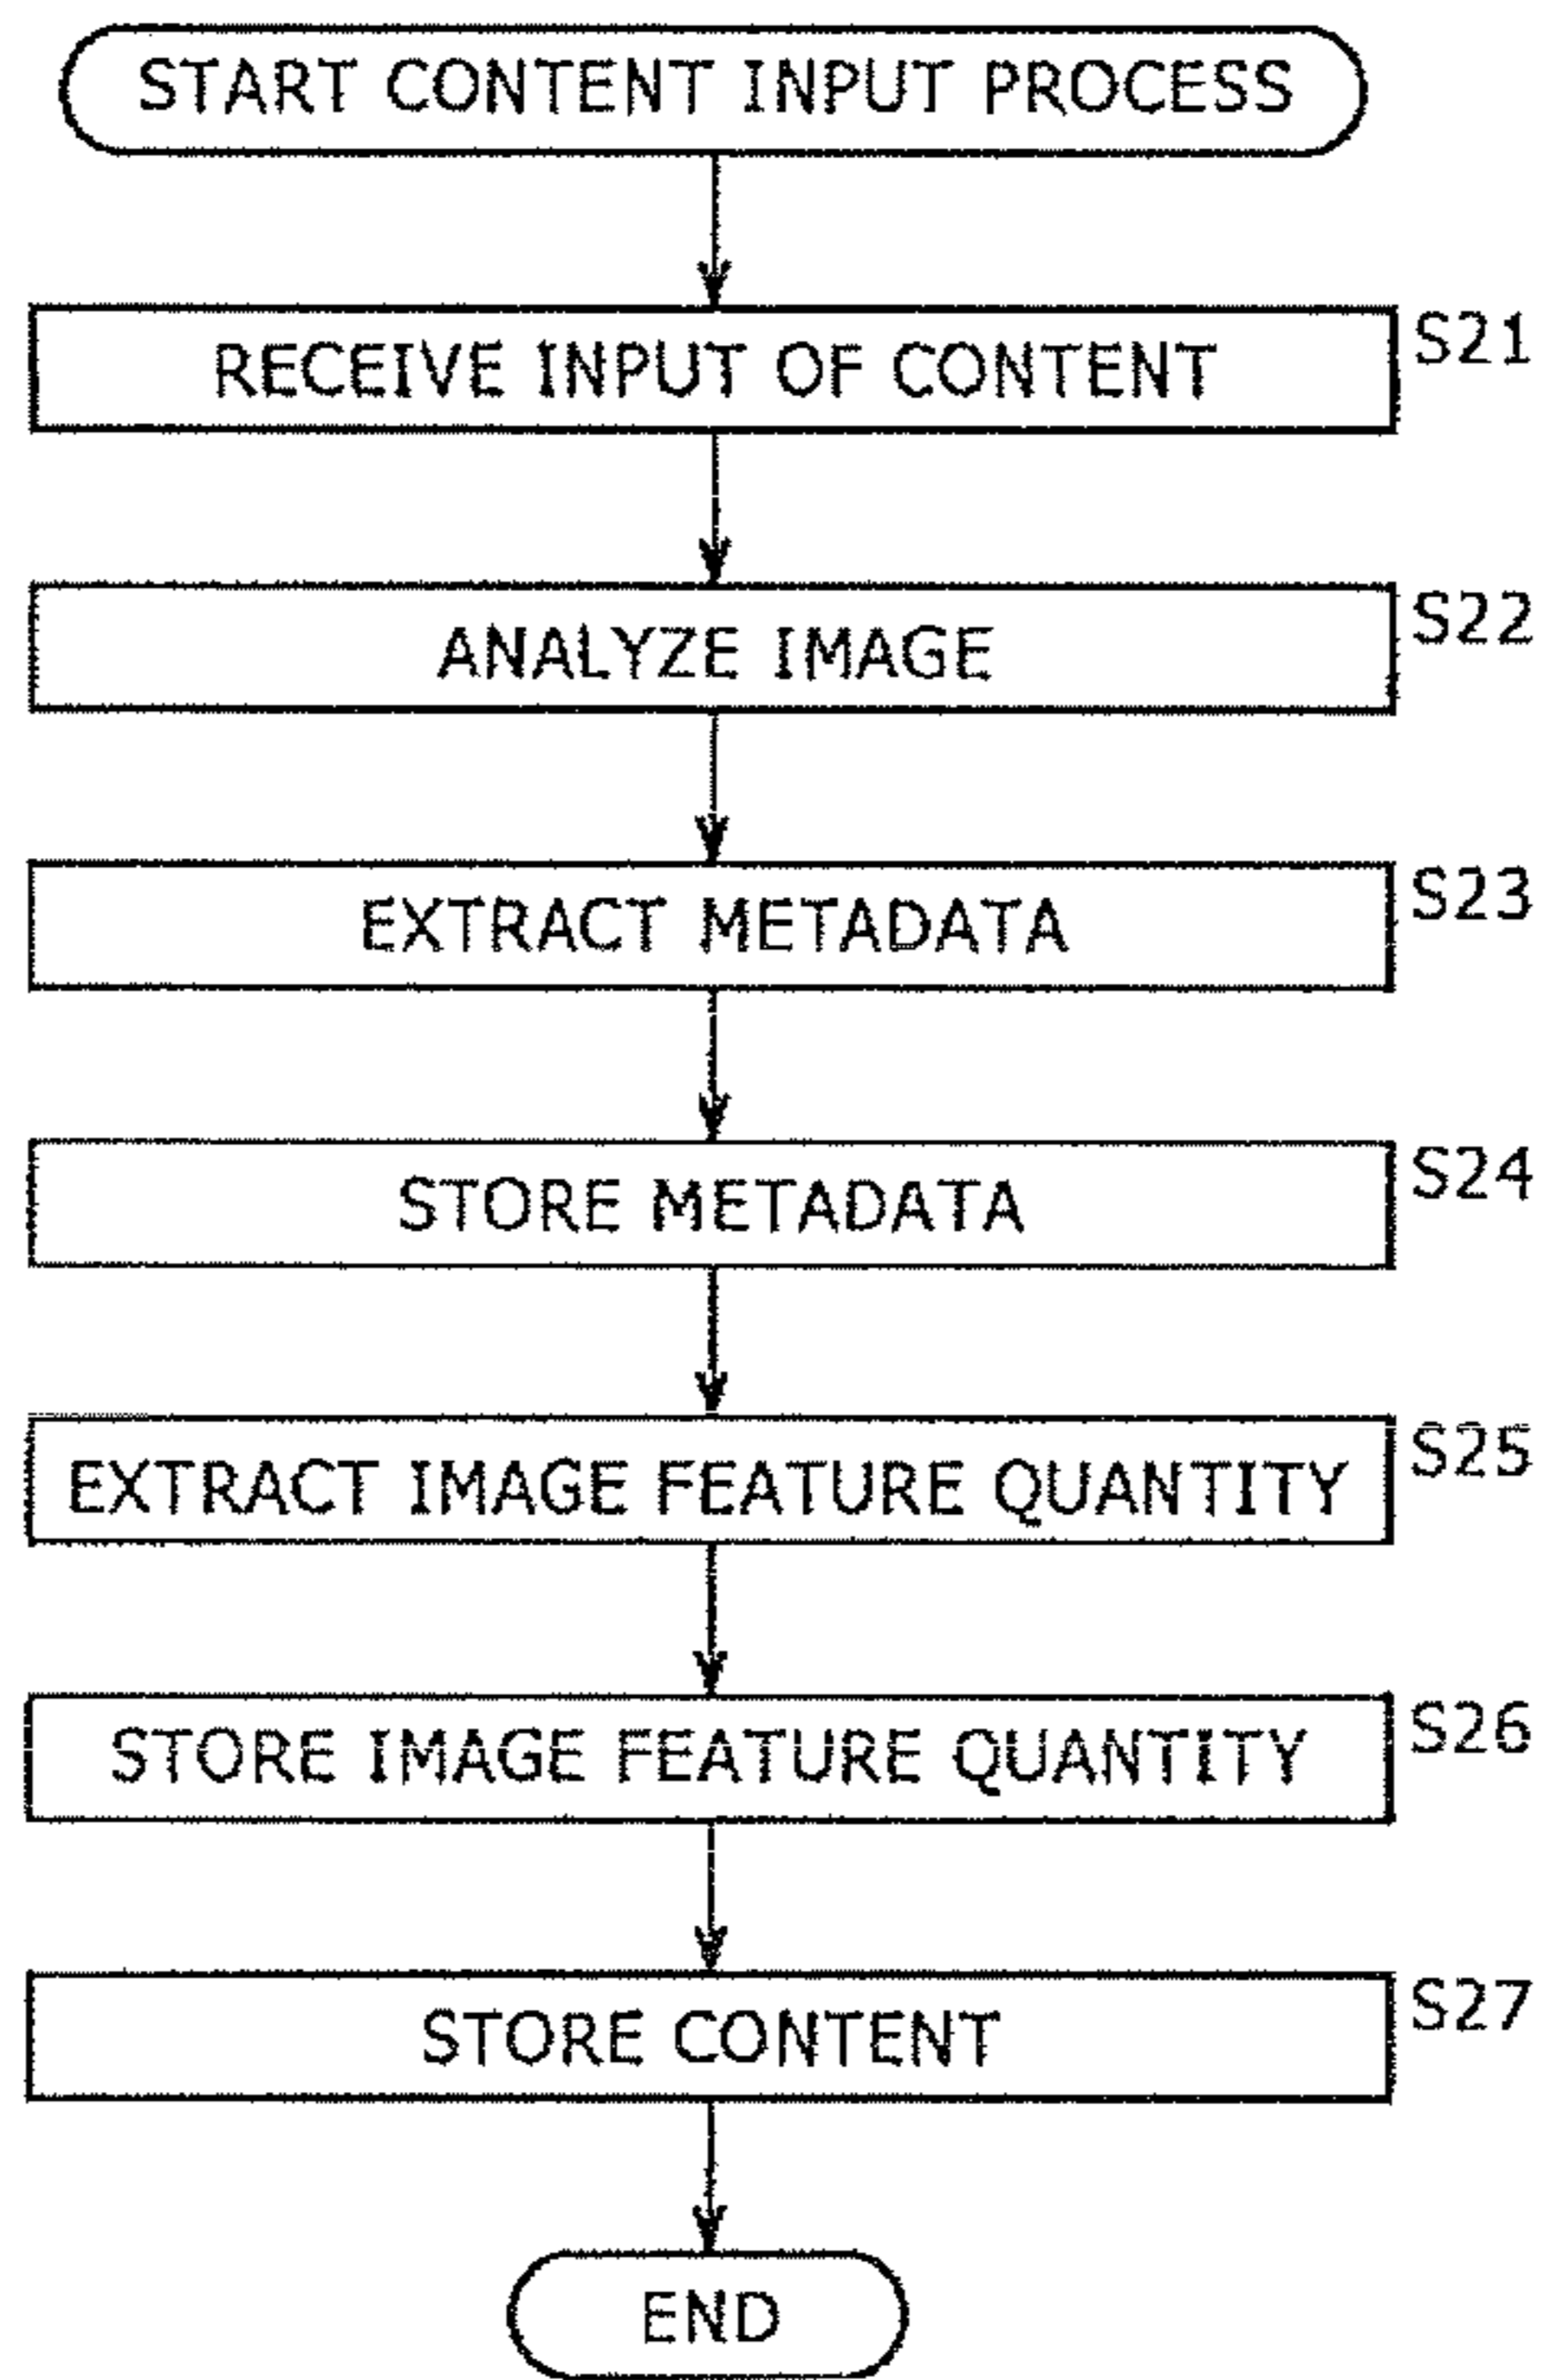 START CONTENT INPUT PROCESS
RECEIVE INPUT OF CONTENT S21
ANALYZE IMAGE S22
EXTRACT METADATA S23
STORE METADATA S24
EXTRACT IMAGE FEATURE QUANTITY S25
STORE IMAGE FEATURE QUANTITY S26
STORE CONTENT S27
END